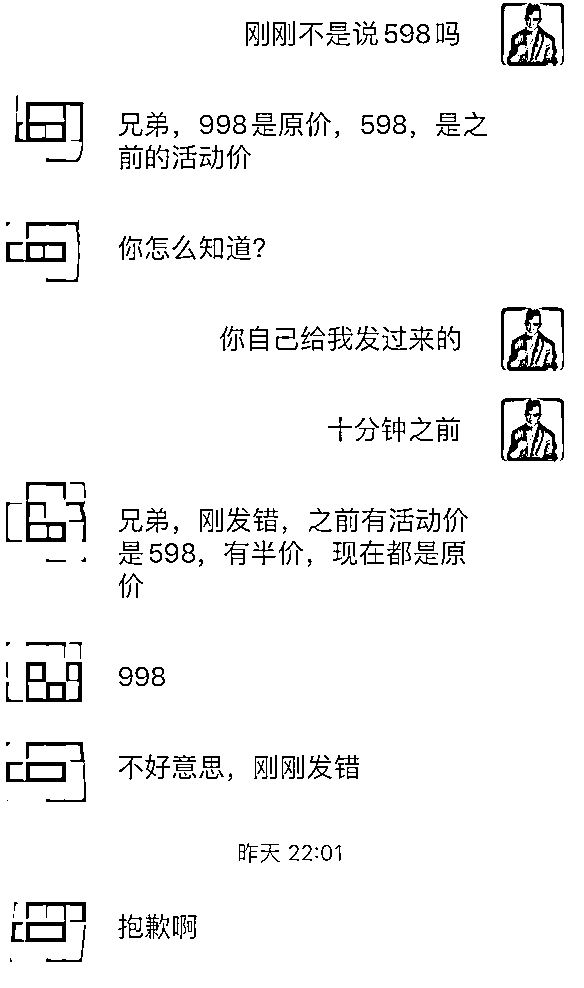 刚刚不是说598吗
兄弟，998是原价，598，是之
前的活动价
你怎么知道？
你自己给我发过来的
十分钟之前
兄弟，刚发错，之前有活动价
是598，有半价，现在都是原
价
998
不好意思，刚刚发错
昨天 22:01
抱歉啊